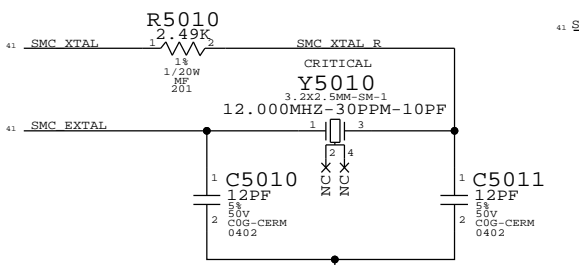 R5010
2.49K
41 SMC_XTAL 1 2 SMC_XTAL_R
1%
1/20W
MF
201
CRITICAL
Y5010
3.2X2.5MM-SM-1
12.000MHZ-30PPM-10PF
41 SMC_EXTAL 1 3
2 4
NC NC
1 C5010
12PF
5%
50V
2 C0G-CERM
0402
1 C5011
12PF
5%
50V
2 C0G-CERM
0402
41 S